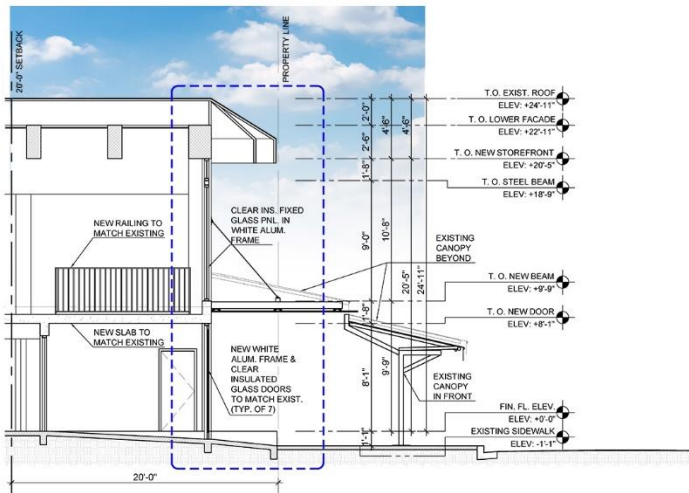 20'-0" SETBACK
PROPERTY LINE
T.O. EXIST. ROOF
ELEV: +24'-11"
T. O. LOWER FACADE
ELEV: +22'-11"
T. O. NEW STOREFRONT
ELEV: +20'-5"
T. O. STEEL BEAM
ELEV: +18'-9"
2'-0"
2'-6"
4'-6"
4'-6"
1'-8"
NEW RAILING TO
MATCH EXISTING
CLEAR INS. FIXED
GLASS PNL. IN
WHITE ALUM.
FRAME
9'-0"
10'-8"
20'-5"
24'-11"
EXISTING
CANOPY
BEYOND
T. O. NEW BEAM
ELEV: +9'-9"
1'-8"
T. O. NEW DOOR
ELEV: +8'-1"
NEW SLAB TO
MATCH EXISTING
NEW WHITE
ALUM. FRAME &
CLEAR
INSULATED
GLASS DOORS
TO MATCH EXIST.
(TYP. OF 7)
8'-1"
9'-9"
EXISTING
CANOPY
IN FRONT
FIN. FL. ELEV.
ELEV: +0'-0"
1'-1"
EXISTING SIDEWALK
ELEV: -1'-1"
20'-0"